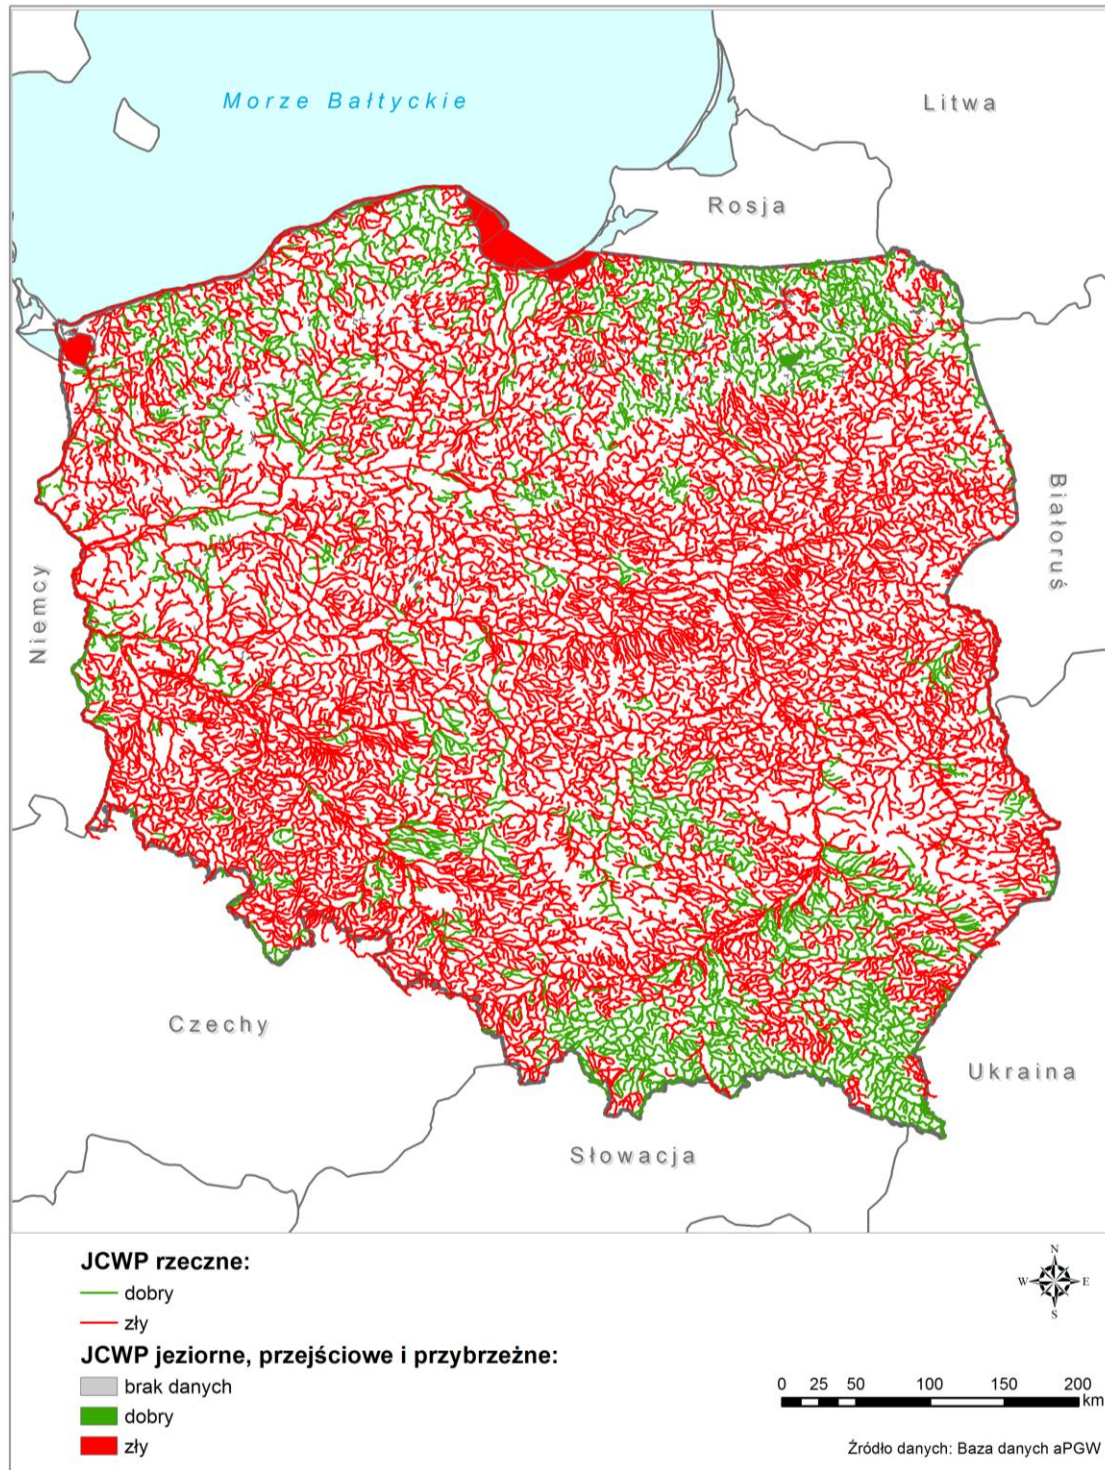 Morze Bałtyckie
Litwa
Rosja
Białoruś
Niemcy
Czechy
Ukraina
Słowacja
JCWP rzeczne:
dobry
zły
JCWP jeziorne, przejściowe i przybrzeżne:
brak danych
dobry
zły
N
W E
S
0 25 50 100 150 200
km
Źródło danych: Baza danych aPGW